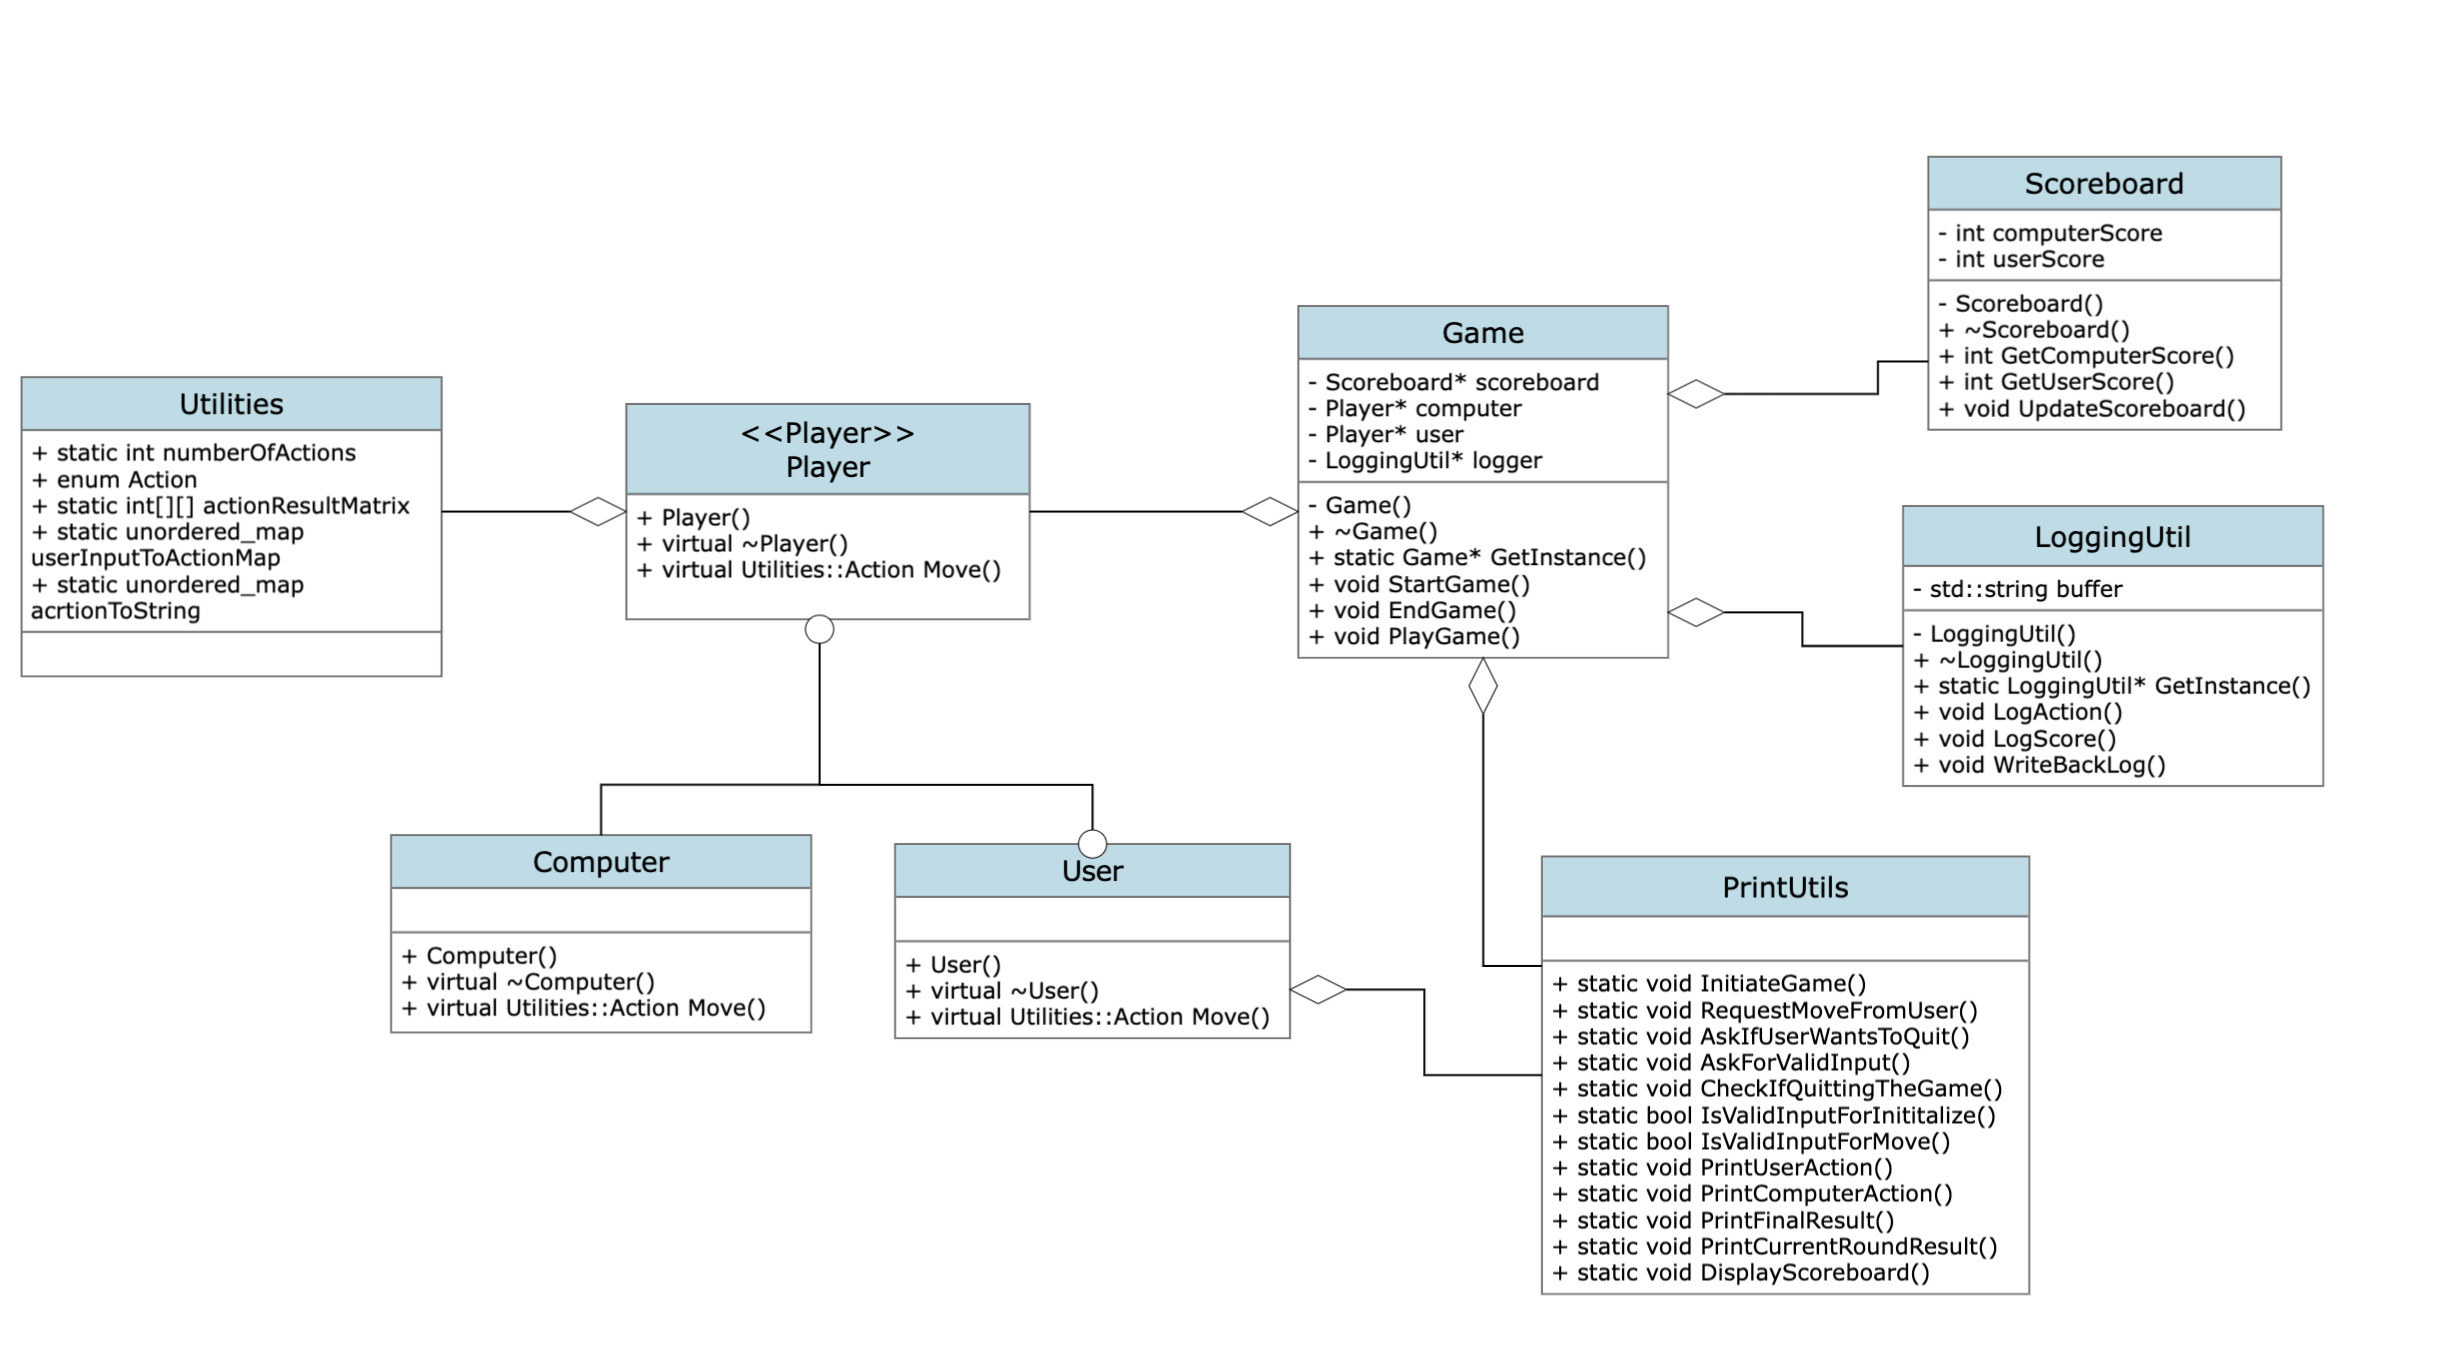 Utilities
+ static int numberOfActions
+ enum Action
+ static int[][] actionResultMatrix
+ static unordered_map
userInputToActionMap
+ static unordered_map
acrtionToString
<<Player>>
Player
+ Player()
+ virtual ~Player()
+ virtual Utilities::Action Move()
Game
- Scoreboard* scoreboard
- Player* computer
- Player* user
- LoggingUtil* logger
- Game()
+ ~Game()
+ static Game* GetInstance()
+ void StartGame()
+ void EndGame()
+ void PlayGame()
Scoreboard
- int computerScore
- int userScore
- Scoreboard()
+ ~Scoreboard()
+ int GetComputerScore()
+ int GetUserScore()
+ void UpdateScoreboard()
LoggingUtil
- std::string buffer
- LoggingUtil()
+ ~LoggingUtil()
+ static LoggingUtil* GetInstance()
+ void LogAction()
+ void LogScore()
+ void WriteBackLog()
Computer
+ Computer()
+ virtual ~Computer()
+ virtual Utilities::Action Move()
User
+ User()
+ virtual ~User()
+ virtual Utilities::Action Move()
PrintUtils
+ static void InitiateGame()
+ static void RequestMoveFromUser()
+ static void AskIfUserWantsToQuit()
+ static void AskForValidInput()
+ static void CheckIfQuittingTheGame()
+ static bool IsValidInputForInititalize()
+ static bool IsValidInputForMove()
+ static void PrintUserAction()
+ static void PrintComputerAction()
+ static void PrintFinalResult()
+ static void PrintCurrentRoundResult()
+ static void DisplayScoreboard()